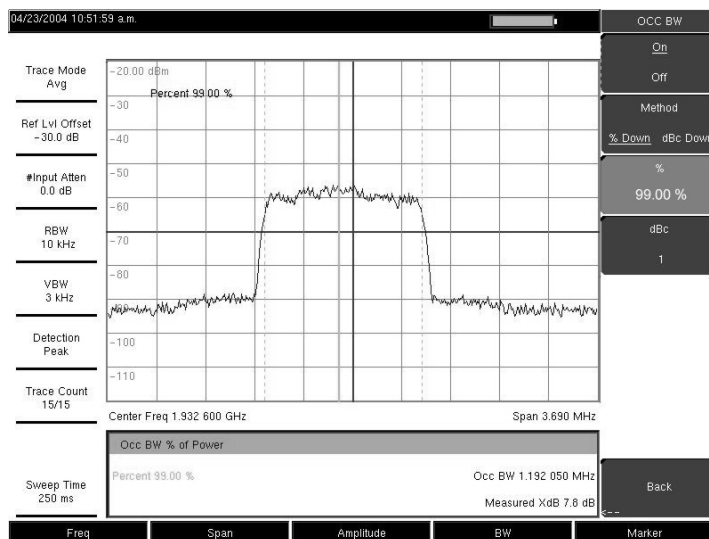 04/23/2004 10:51:59 a.m.
OCC BW
On
Off
Method
% Down dBc Down
%
99.00 %
dBc
1
Back
<--
Trace Mode
Avg
Ref Lvl Offset
-30.0 dB
#Input Atten
0.0 dB
RBW
10 kHz
VBW
3 kHz
Detection
Peak
Trace Count
15/15
Sweep Time
250 ms
-20.00 dBm
Percent 99.00 %
-30
-40
-50
-60
-70
-80
-90
-100
-110
Center Freq 1.932 600 GHz
Span 3.690 MHz
Occ BW % of Power
Percent 99.00 %
Occ BW 1.192 050 MHz
Measured XdB 7.8 dB
Freq
Span
Amplitude
BW
Marker